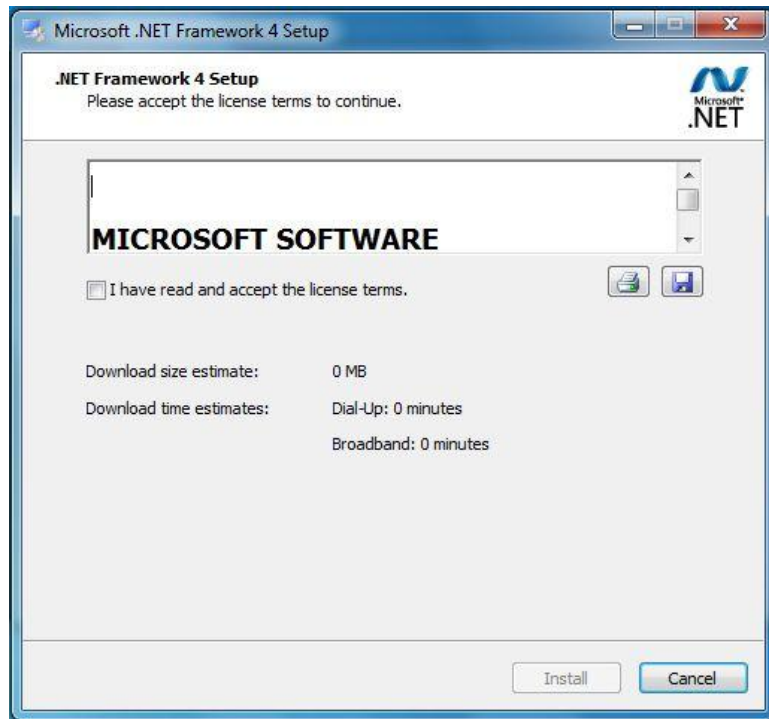 Microsoft .NET Framework 4 Setup
.NET Framework 4 Setup
Please accept the license terms to continue.
Microsoft®
.NET
MICROSOFT SOFTWARE
I have read and accept the license terms.
Download size estimate: 0 MB
Download time estimates: Dial-Up: 0 minutes
Broadband: 0 minutes
Install Cancel